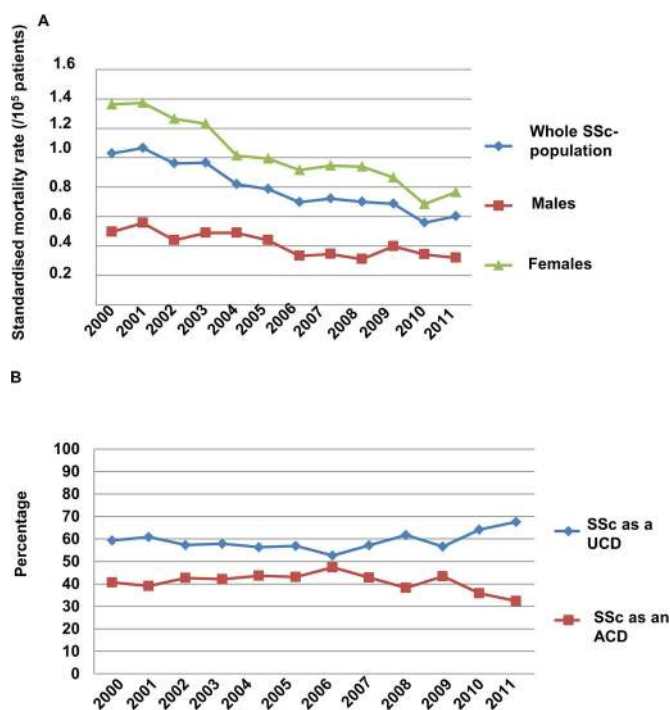 A
Standardised mortality rate (/10⁵ patients)
1.6
1.4
1.2
1.0
0.8
0.6
0.4
0.2
2000 2001 2002 2003 2004 2005 2006 2007 2008 2009 2010 2011
Whole SSc-
population
Males
Females
B
Percentage
100
90
80
70
60
50
40
30
20
10
0
2000 2001 2002 2003 2004 2005 2006 2007 2008 2009 2010 2011
SSc as a
UCD
SSc as an
ACD